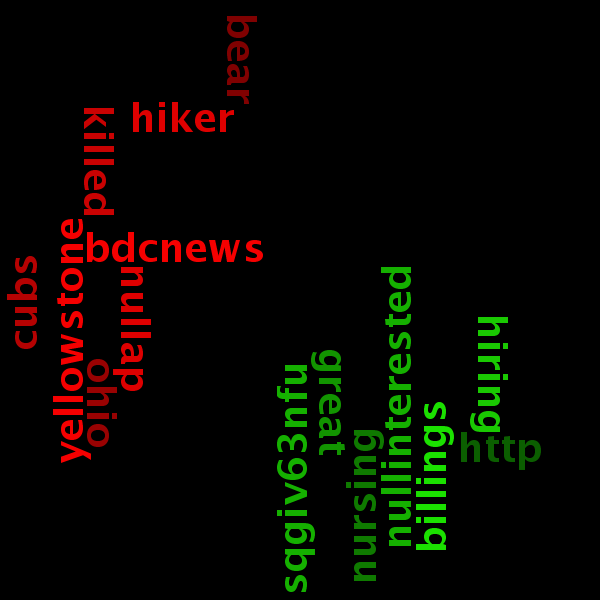 bear
hiker
killed
bdcnews
yellowstone
cubs
nullap
ohio
nullinterested
hiring
great
sqgiv63nfu
billings
nursing
http